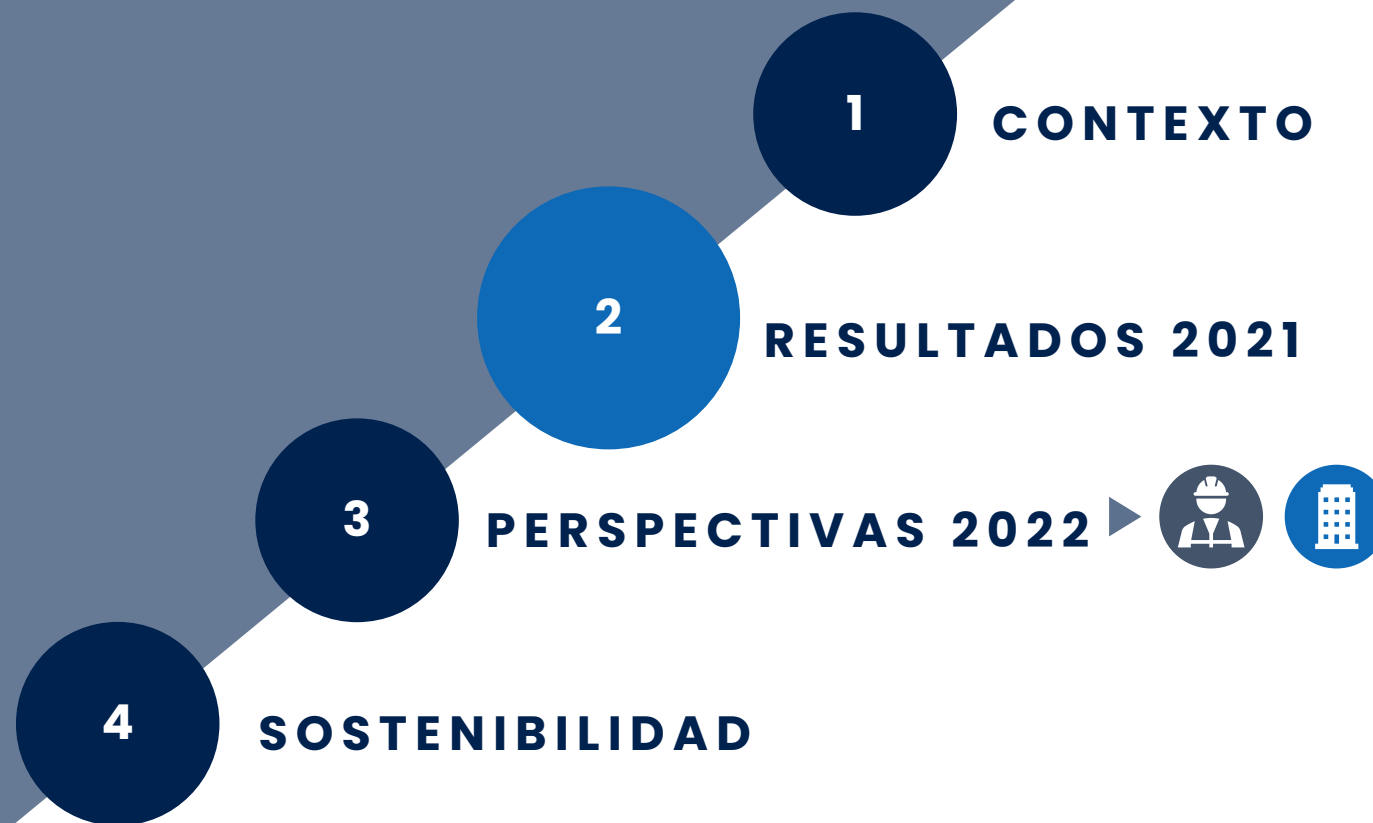 1
CONTEXTO
2
RESULTADOS 2021
3
PERSPECTIVAS 2022
4
SOSTENIBILIDAD